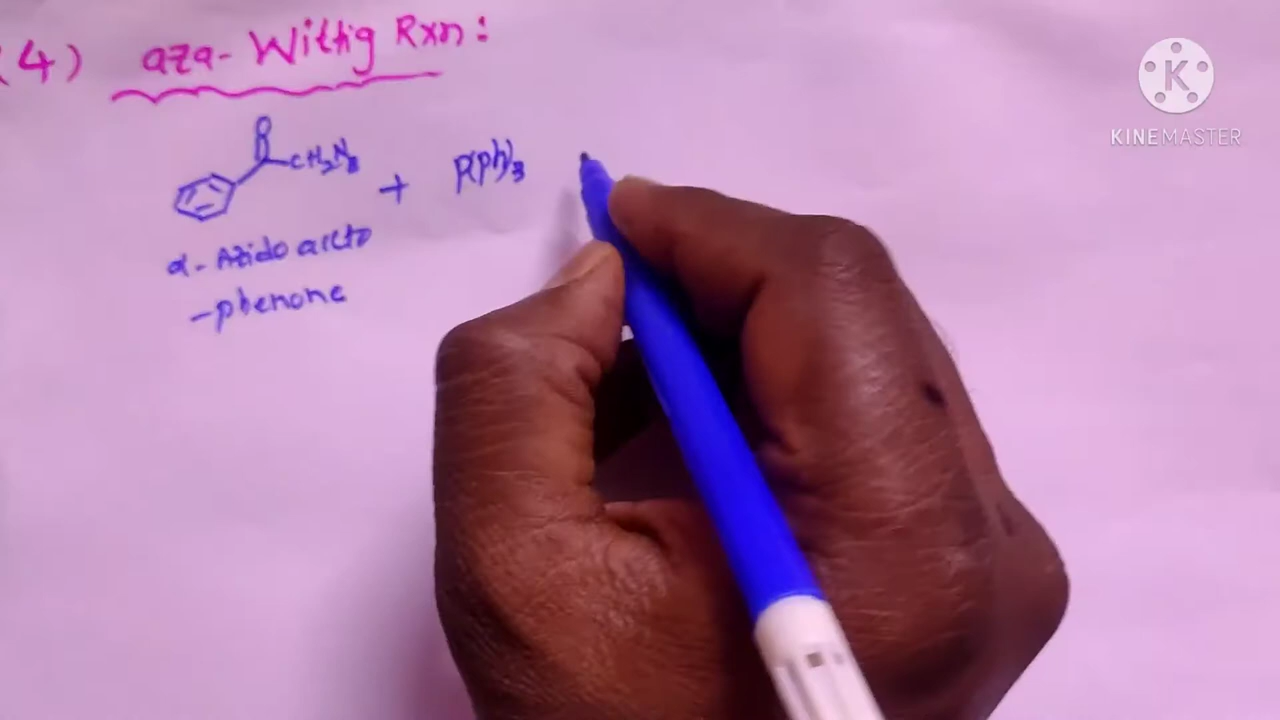 (4) aza-Wittig Rxn:
O
CH2N3 + P(Ph)3
α-Azido aceto
-phenone
K
KINEMASTER